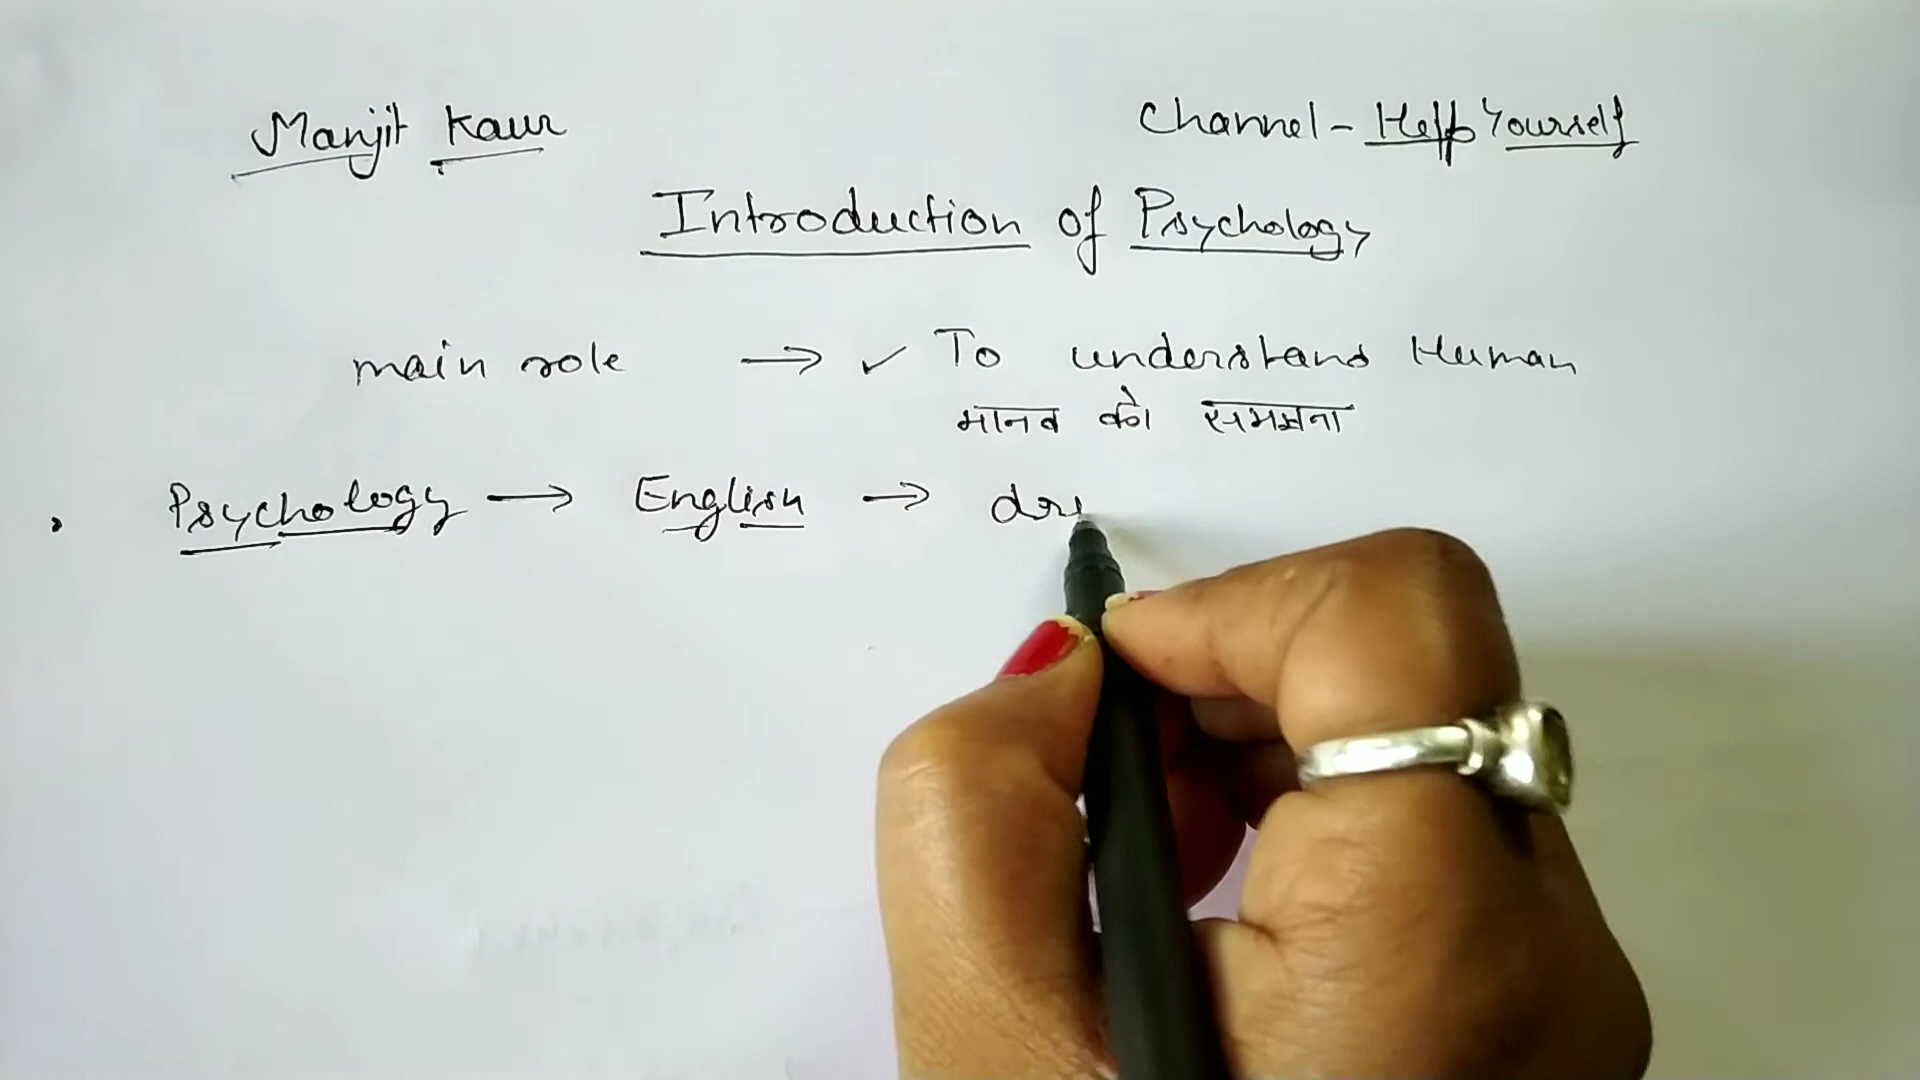 Manjit Kaur
Channel - Help Yourself
Introduction of Psychology
main role → ✓ To understand Human
मानव को समझना
Psychology → English →